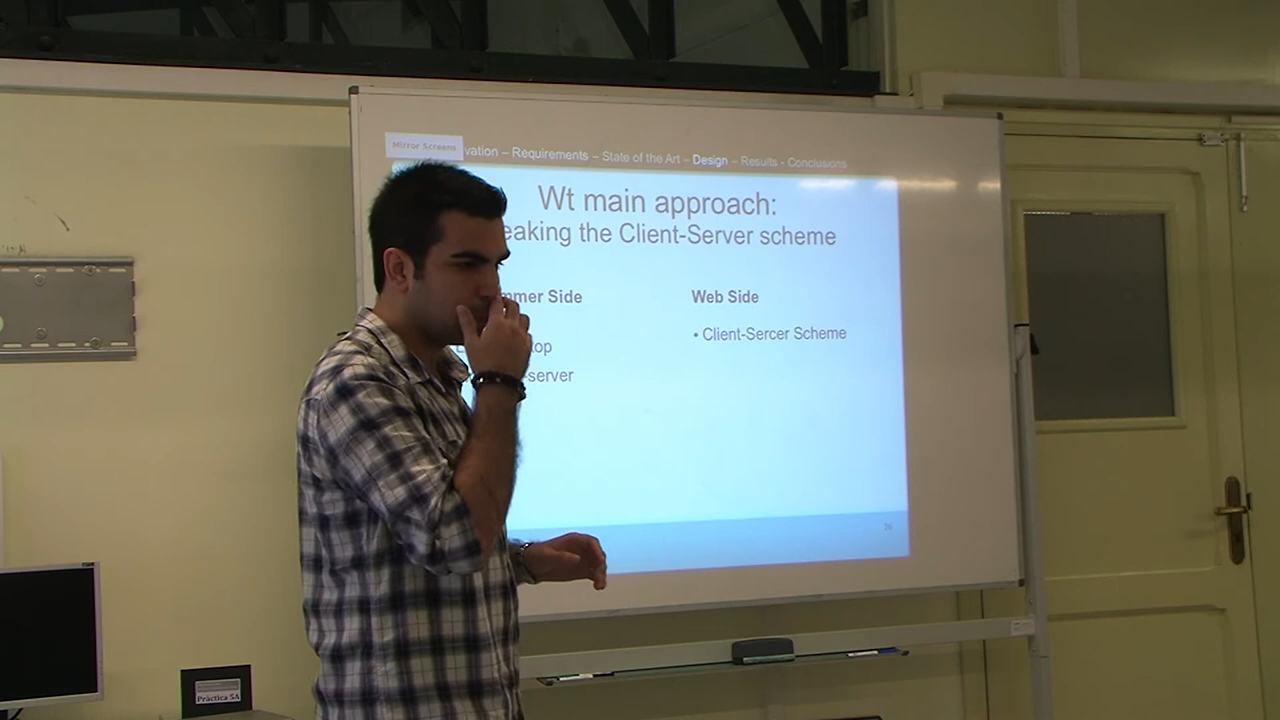 Mirror Screens
vation – Requirements – State of the Art – Design – Results - Conclusions
Wt main approach:
eaking the Client-Server scheme
mmer Side
Web Side
• Client-Sercer Scheme
top
-server
36
Práctica 5A